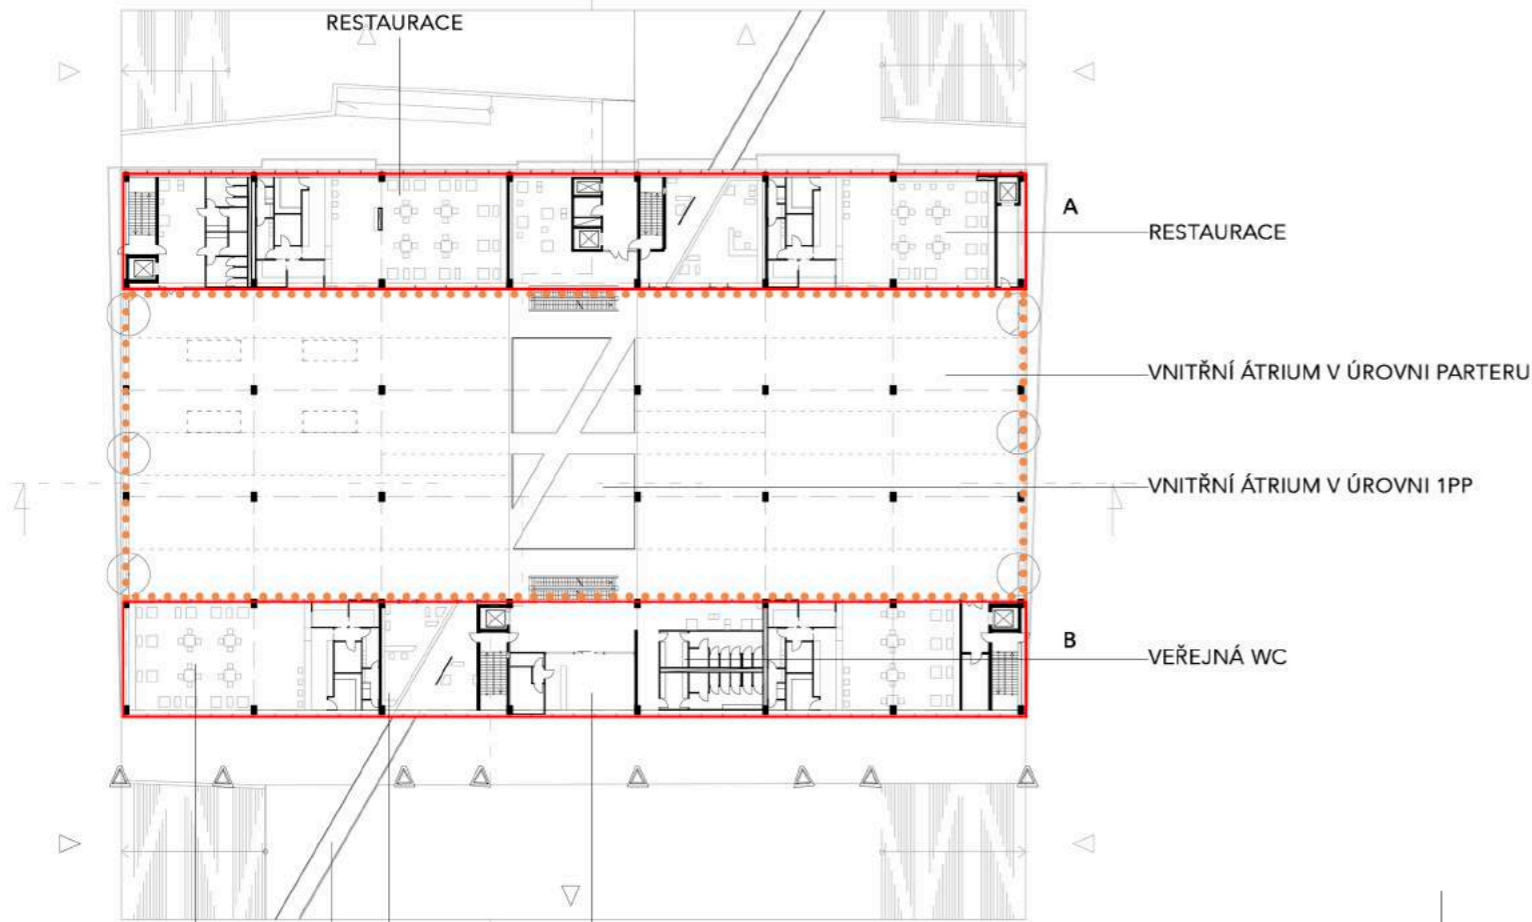 RESTAURACE
A
RESTAURACE
VNITŘNÍ ÁTRIUM V ÚROVNI PARTERU
VNITŘNÍ ÁTRIUM V ÚROVNI 1PP
B
VEŘEJNÁ WC